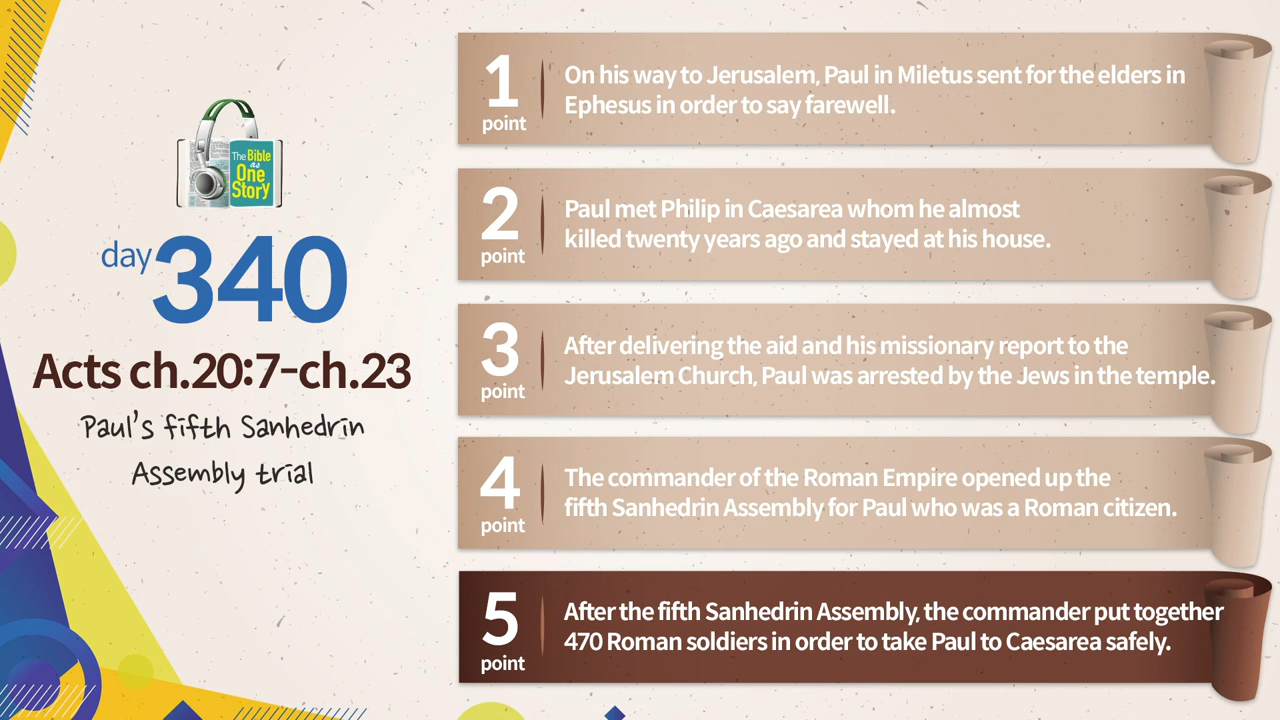 The Bible
as
One
Story
day 340
Acts ch.20:7-ch.23
Paul's fifth Sanhedrin
Assembly trial
1
point
On his way to Jerusalem, Paul in Miletus sent for the elders in
Ephesus in order to say farewell.
2
point
Paul met Philip in Caesarea whom he almost
killed twenty years ago and stayed at his house.
3
point
After delivering the aid and his missionary report to the
Jerusalem Church, Paul was arrested by the Jews in the temple.
4
point
The commander of the Roman Empire opened up the
fifth Sanhedrin Assembly for Paul who was a Roman citizen.
5
point
After the fifth Sanhedrin Assembly, the commander put together
470 Roman soldiers in order to take Paul to Caesarea safely.